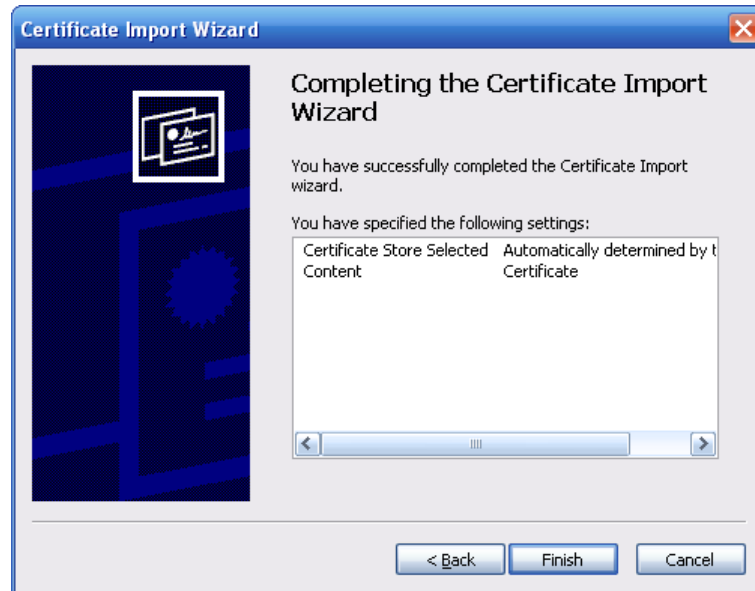 Certificate Import Wizard
Completing the Certificate Import
Wizard
You have successfully completed the Certificate Import
wizard.
You have specified the following settings:
Certificate Store Selected Automatically determined by t
Content Certificate
< Back Finish Cancel